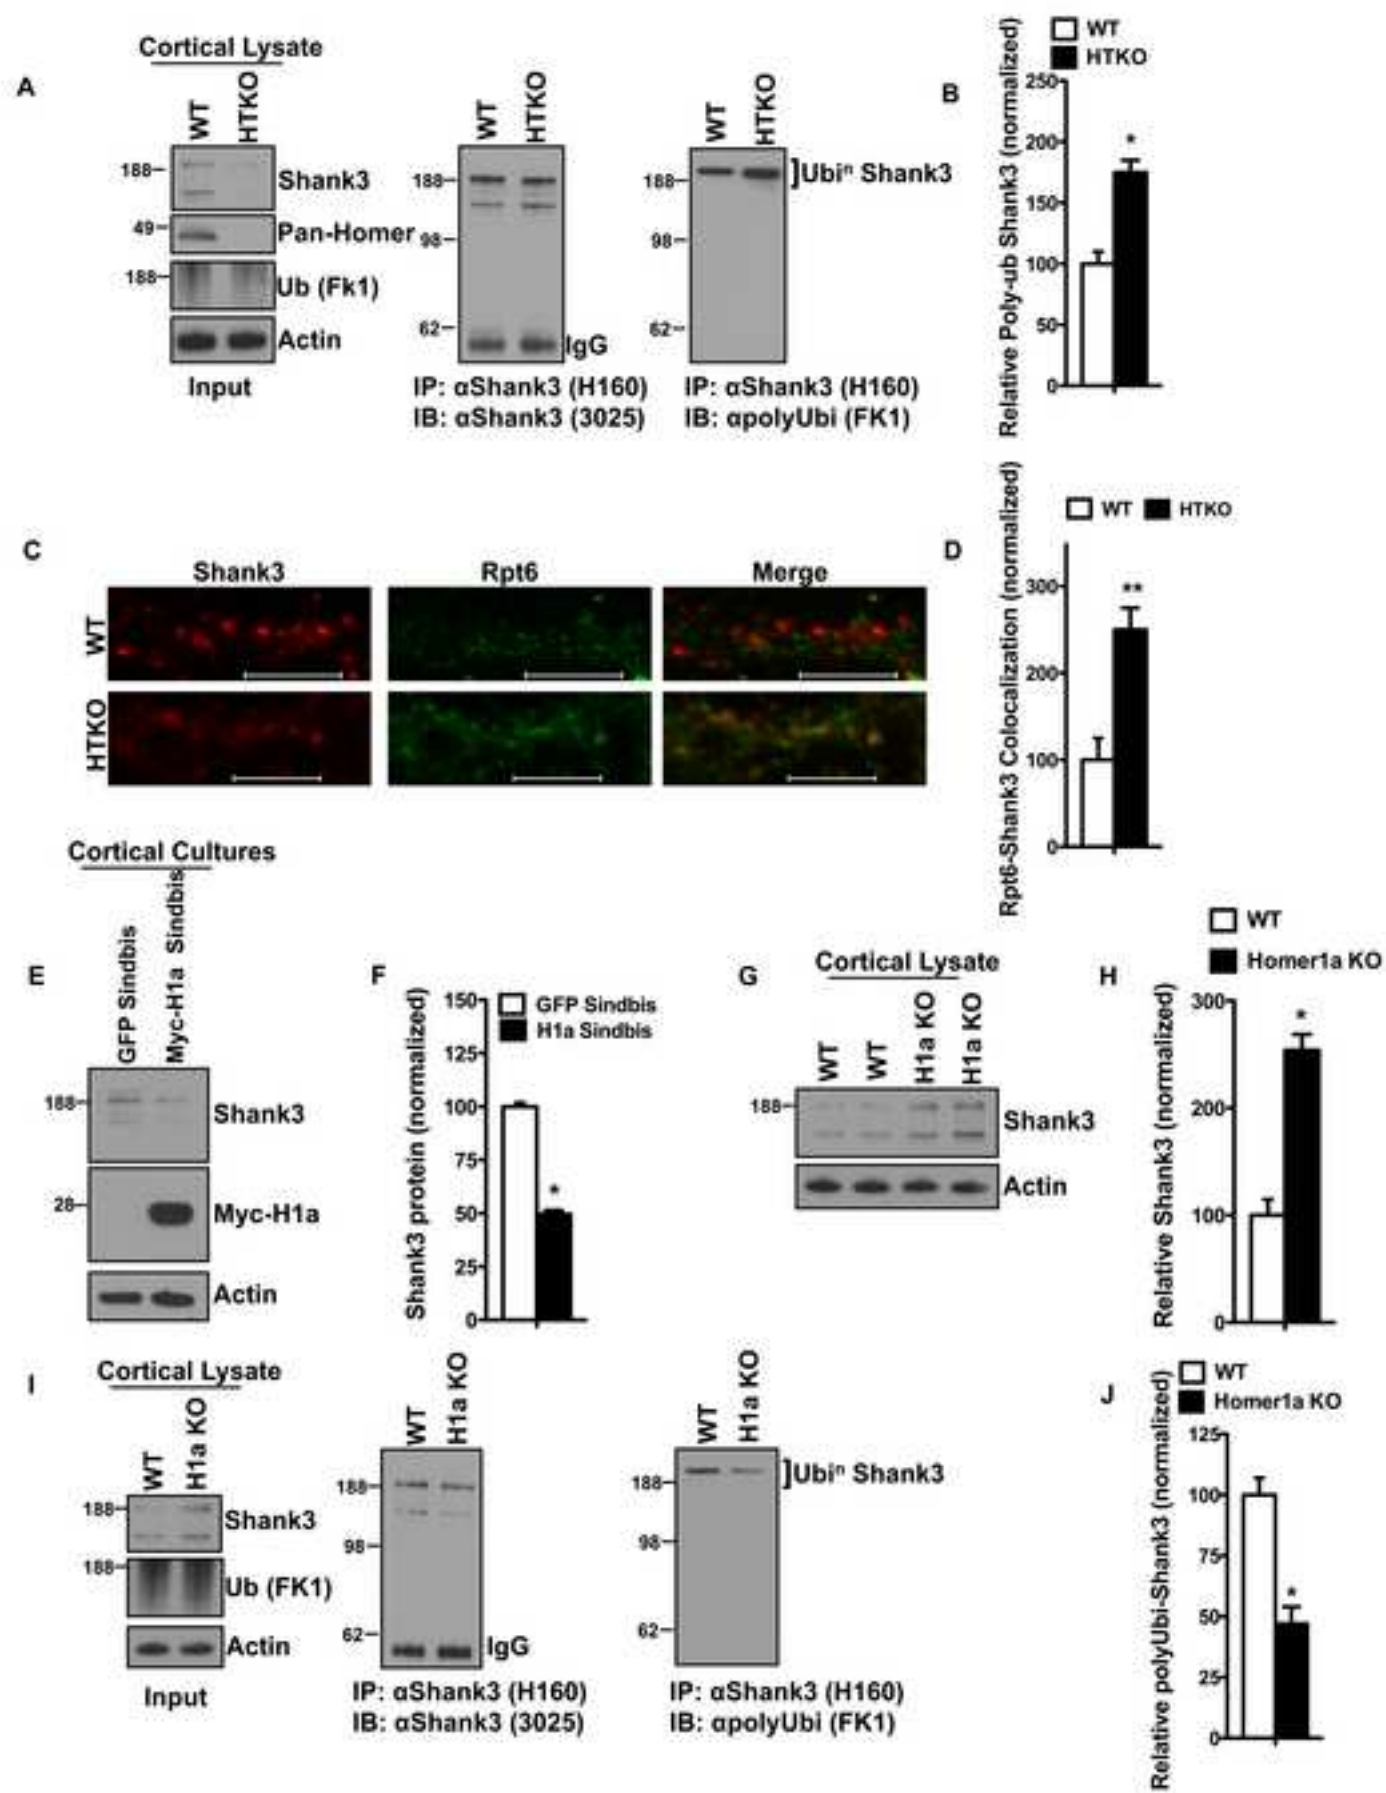 A
Cortical Lysate
WT
HTKO
188
Shank3
49
Pan-Homer
188
Ub (Fk1)
Actin
Input
WT
HTKO
188
98
62
IgG
IP: αShank3 (H160)
IB: αShank3 (3025)
WT
HTKO
188
]Ubiⁿ Shank3
98
62
IP: αShank3 (H160)
IB: αpolyUbi (FK1)
B
WT
HTKO
Relative Poly-ub Shank3 (normalized)
250
200
150
100
50
0
*
C
Shank3
Rpt6
Merge
WT
HTKO
D
WT
HTKO
Rpt6-Shank3 Colocalization (normalized)
300
200
100
0
**
E
Cortical Cultures
GFP Sindbis
Myc-H1a Sindbis
188
Shank3
28
Myc-H1a
Actin
F
GFP Sindbis
H1a Sindbis
Shank3 protein (normalized)
150
125
100
75
50
25
0
*
G
Cortical Lysate
WT
WT
H1a KO
H1a KO
188
Shank3
Actin
H
WT
Homer1a KO
Relative Shank3 (normalized)
300
200
100
0
*
I
Cortical Lysate
WT
H1a KO
188
Shank3
188
Ub (FK1)
Actin
Input
WT
H1a KO
188
98
62
IgG
IP: αShank3 (H160)
IB: αShank3 (3025)
WT
H1a KO
188
]Ubiⁿ Shank3
98
62
IP: αShank3 (H160)
IB: αpolyUbi (FK1)
J
WT
Homer1a KO
Relative polyUbi-Shank3 (normalized)
125
100
75
50
25
0
*